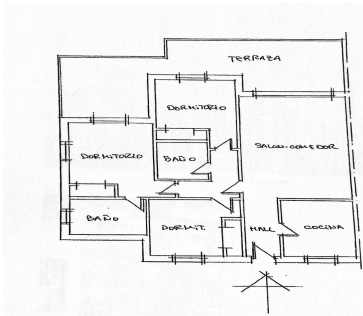 TERRAZA
DORMITORIO
DORMITORIO
BAÑO
SALON-COMEDOR
BAÑO
DORMIT.
HALL
COCINA